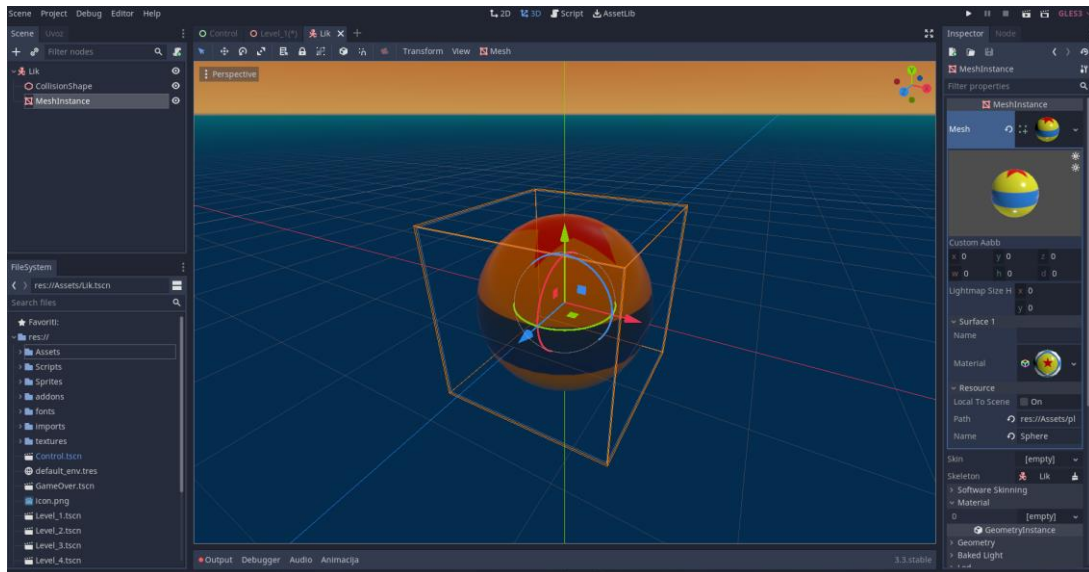 Scene Project Debug Editor Help
2D 3D Script AssetLib
GLES3
Scene Uvoz
Filter nodes
Lik
CollisionShape
MeshInstance
FileSystem
res://Assets/Lik.tscn
Search files
Favoriti:
res://
Assets
Scripts
Sprites
addons
fonts
imports
textures
Control.tscn
default_env.tres
GameOver.tscn
icon.png
Level_1.tscn
Level_2.tscn
Level_3.tscn
Level_4.tscn
Control Level_1(*) Lik
Transform View Mesh
Perspective
Output Debugger Audio Animacija
3.3.stable
Inspector Node
MeshInstance
Filter properties
MeshInstance
Mesh
Custom Aabb
x 0 y 0 z 0
w 0 h 0 d 0
Lightmap Size H x 0
y 0
Surface 1
Name
Material
Resource
Local To Scene On
Path res://Assets/pl
Name Sphere
Skin [empty]
Skeleton Lik
Software Skinning
Material
0 [empty]
GeometryInstance
Geometry
Baked Light